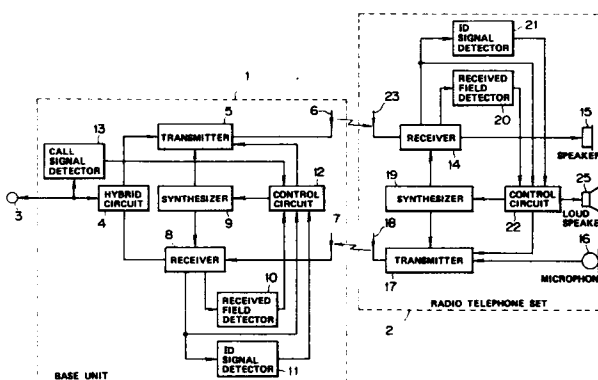 21
ID
SIGNAL
DETECTOR
1
5
6
23
RECEIVED
FIELD
DETECTOR
20
15
13
TRANSMITTER
RECEIVER
14
SPEAKER
CALL
SIGNAL
DETECTOR
12
19
25
3
HYBRID
CIRCUIT
4
SYNTHESIZER
9
CONTROL
CIRCUIT
7
18
SYNTHESIZER
CONTROL
CIRCUIT
22
LOUD
SPEAKE
16
8
RECEIVER
10
TRANSMITTER
17
MICROPHON
RECEIVED
FIELD
DETECTOR
RADIO TELEPHONE SET
2
ID
SIGNAL
DETECTOR
11
BASE UNIT